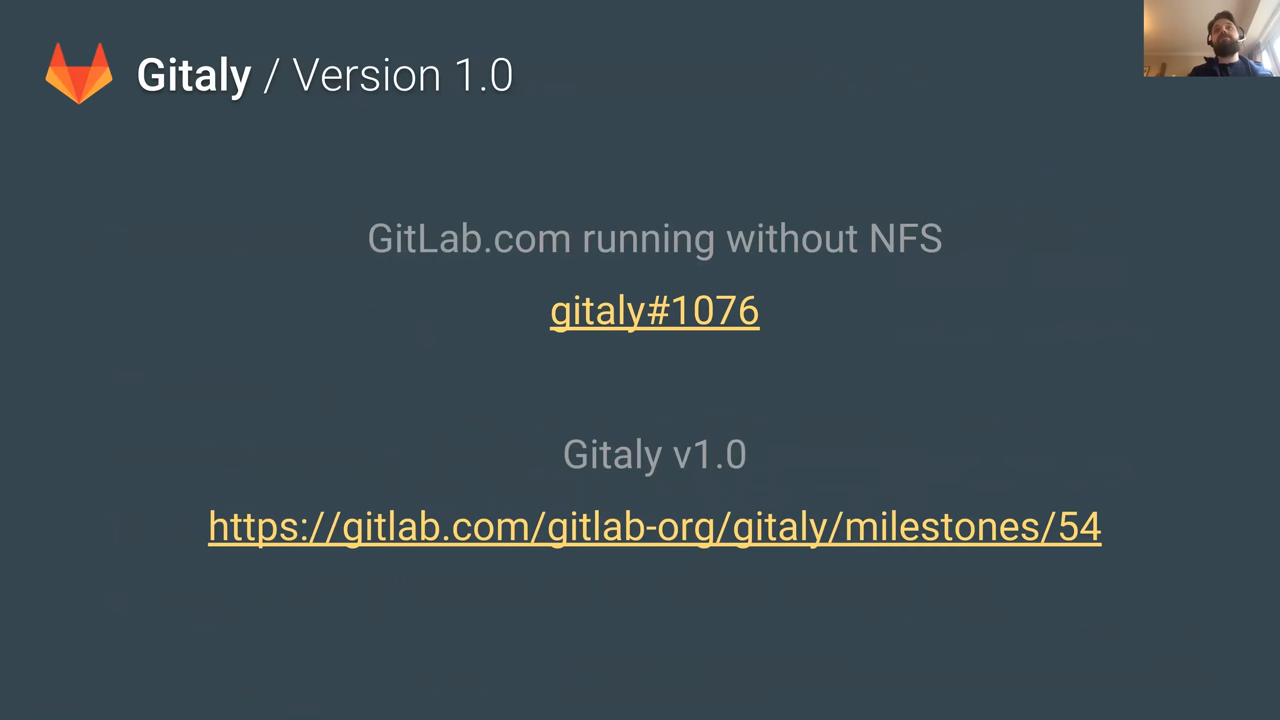 Gitaly / Version 1.0
GitLab.com running without NFS
gitaly#1076
Gitaly v1.0
https://gitlab.com/gitlab-org/gitaly/milestones/54